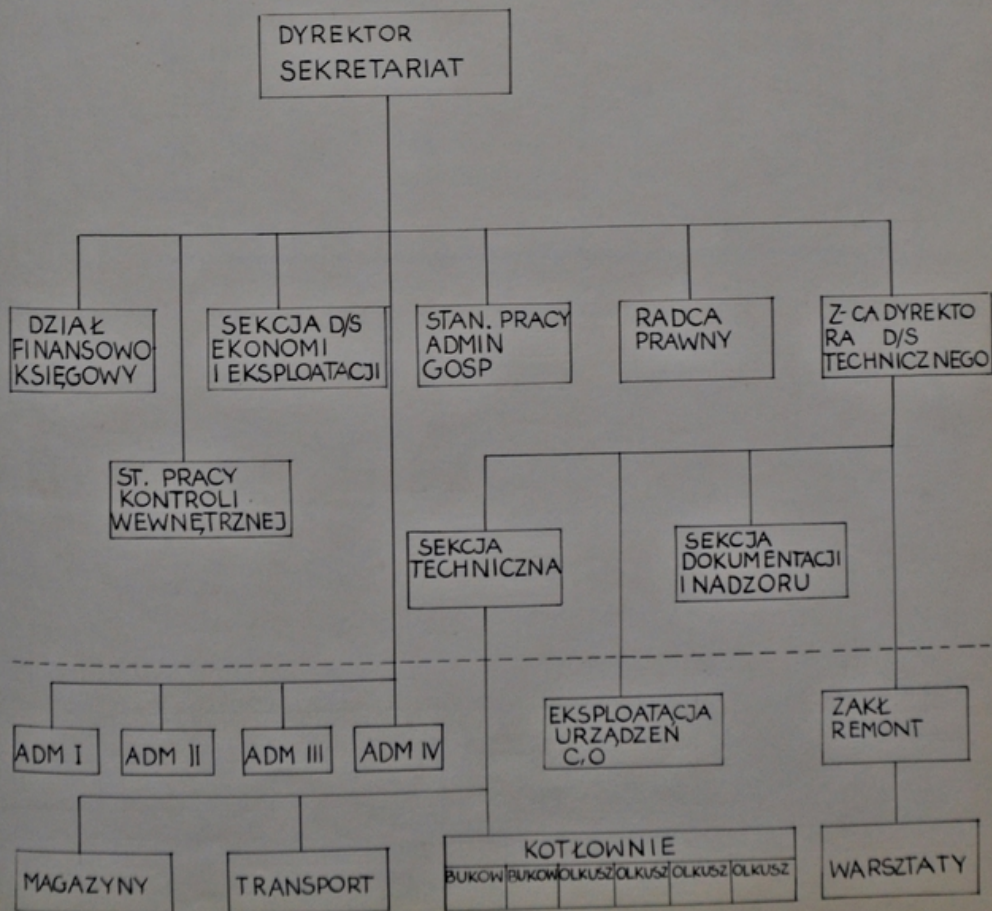 DYREKTOR
SEKRETARIAT
DZIAŁ
FINANSOWO
KSIĘGOWY
SEKCJA D/S
EKONOMI
I EKSPLOATACJI
STAN. PRACY
ADMIN
GOSP
RADCA
PRAWNY
Z-CA DYREKTO
RA D/S
TECHNICZNEGO
ST. PRACY
KONTROLI
WEWNĘTRZNEJ
SEKCJA
TECHNICZNA
SEKCJA
DOKUMENTACJI
I NADZORU
ADM I
ADM II
ADM III
ADM IV
EKSPLOATACJA
URZĄDZEŃ
C,O
ZAKŁ
REMONT
MAGAZYNY
TRANSPORT
KOTŁOWNIE
BUKOW BUKOW OLKUSZ OLKUSZ OLKUSZ OLKUSZ
WARSZTATY